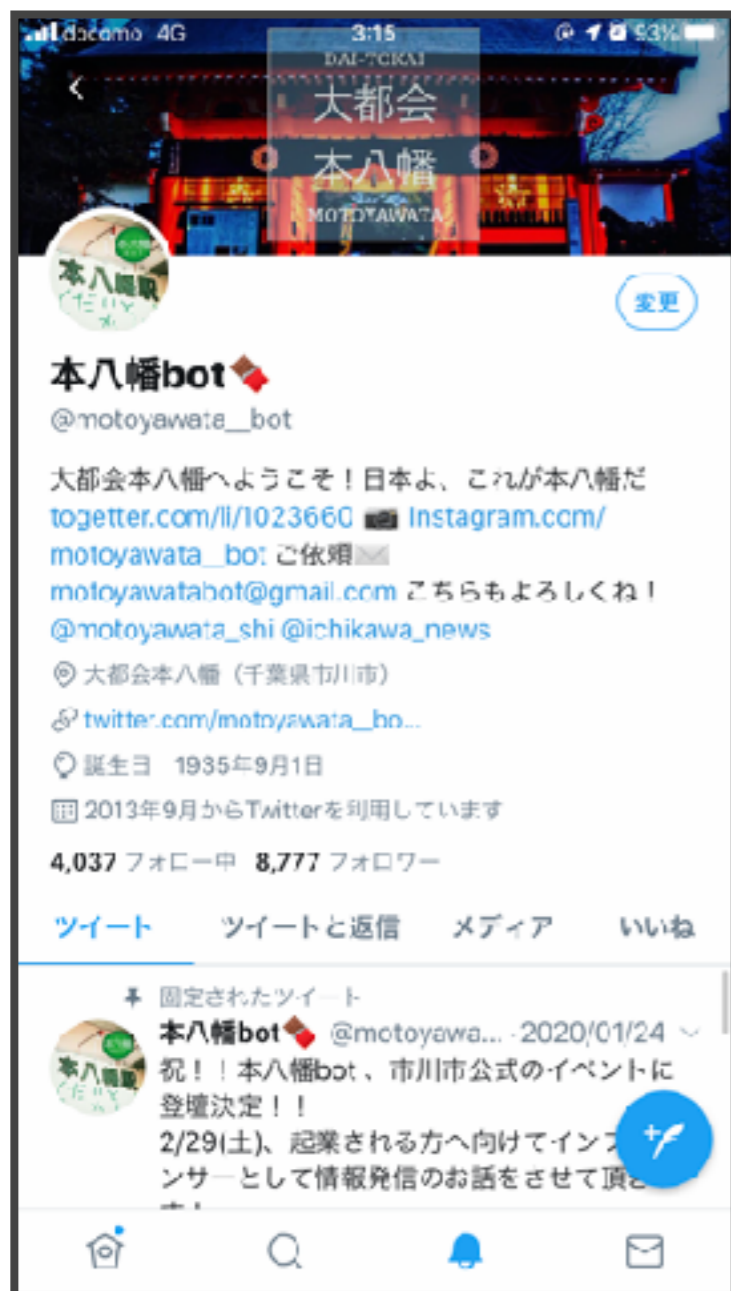 docomo 4G 3:15 93%
DAI-TOKAI
大都会
本八幡
MOTOYAWATA
本八幡駅
変更
本八幡bot🍫
@motoyawata__bot
大都会本八幡へようこそ！日本よ、これが本八幡だ
togetter.com/li/1023660 📷 Instagram.com/
motoyawata__bot ご依頼✉️
motoyawatabot@gmail.com こちらもよろしくね！
@motoyawata_shi @ichikawa_news
大都会本八幡（千葉県市川市）
twitter.com/motoyawata__bo...
誕生日 1935年9月1日
2013年9月からTwitterを利用しています
4,037 フォロー中 8,777 フォロワー
ツイート ツイートと返信 メディア いいね
固定されたツイート
本八幡bot🍫 @motoyawa... · 2020/01/24
祝！！本八幡bot 、市川市公式のイベントに
登壇決定！！
2/29(土)、起業される方へ向けてインフ
ンサーとして情報発信のお話をさせて頂き